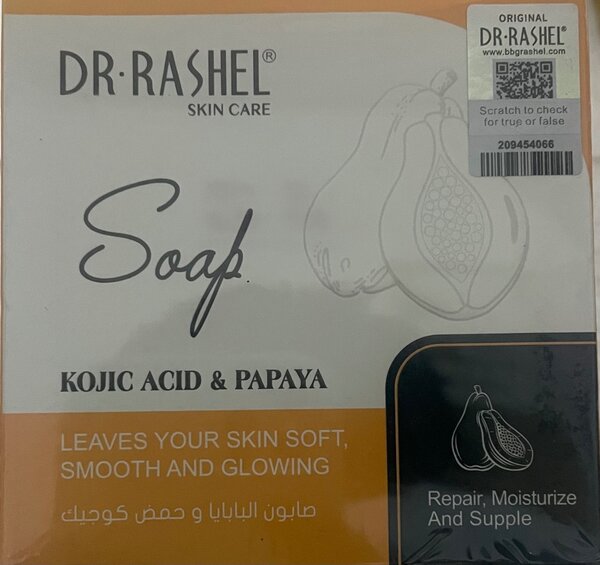 DR·RASHEL®
SKIN CARE
ORIGINAL
DR·RASHEL®
www.bbgrashel.com
Scratch to check
for true or false
209454066
Soap
KOJIC ACID & PAPAYA
LEAVES YOUR SKIN SOFT,
SMOOTH AND GLOWING
صابون البابايا و حمض كوجيك
Repair, Moisturize
And Supple